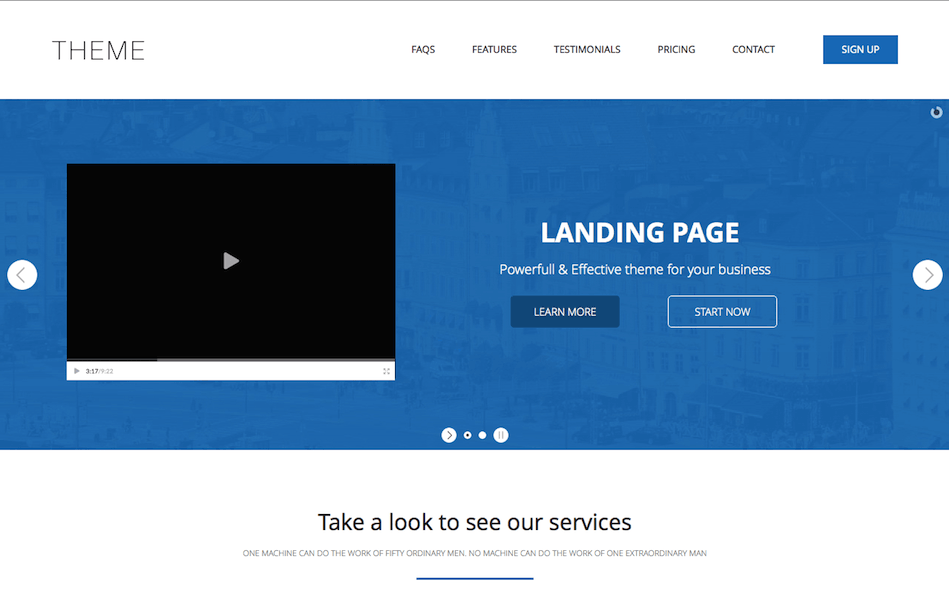 THEME
FAQS FEATURES TESTIMONIALS PRICING CONTACT SIGN UP
LANDING PAGE
Powerfull & Effective theme for your business
LEARN MORE START NOW
3:17/9:22
Take a look to see our services
ONE MACHINE CAN DO THE WORK OF FIFTY ORDINARY MEN. NO MACHINE CAN DO THE WORK OF ONE EXTRAORDINARY MAN